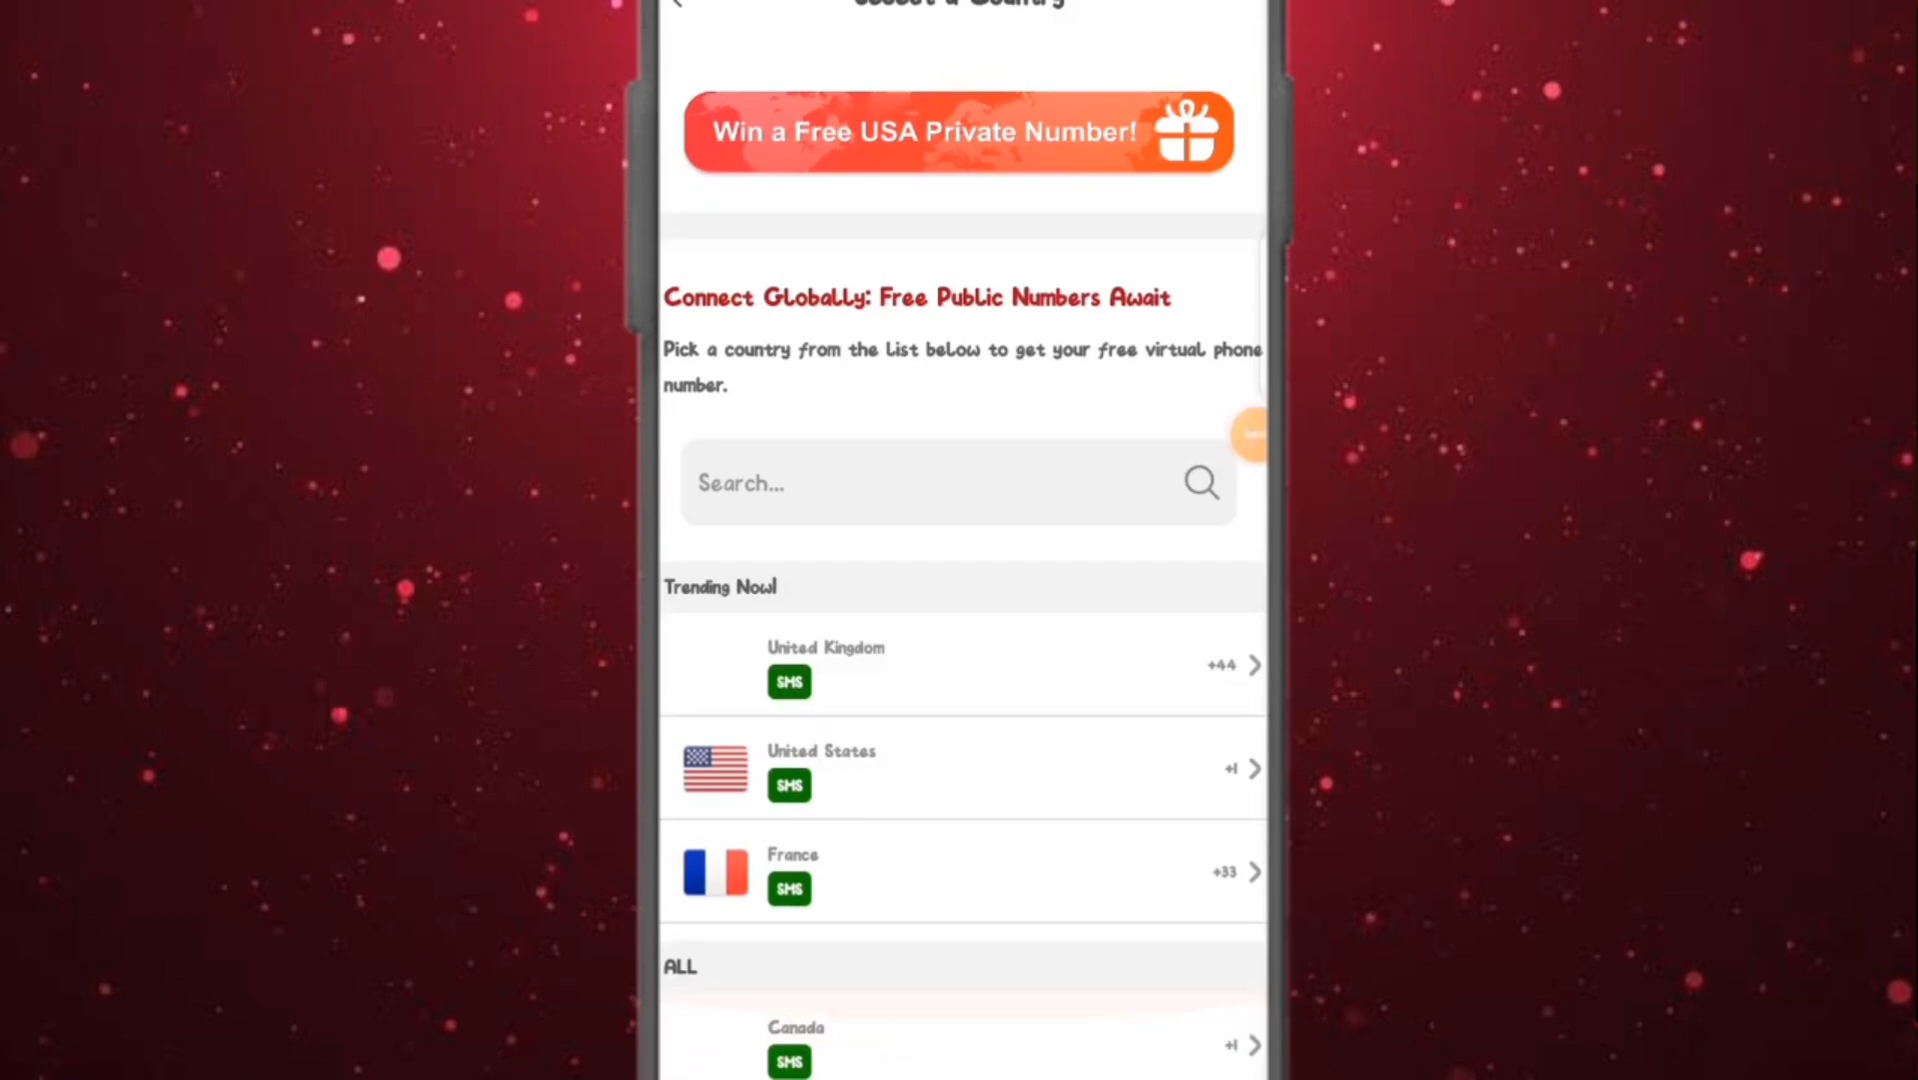 Win a Free USA Private Number!
Connect Globally: Free Public Numbers Await
Pick a country from the list below to get your free virtual phone
number.
Search...
Trending Now!
United Kingdom
SMS
+44
United States
SMS
+1
France
SMS
+33
ALL
Canada
SMS
+1